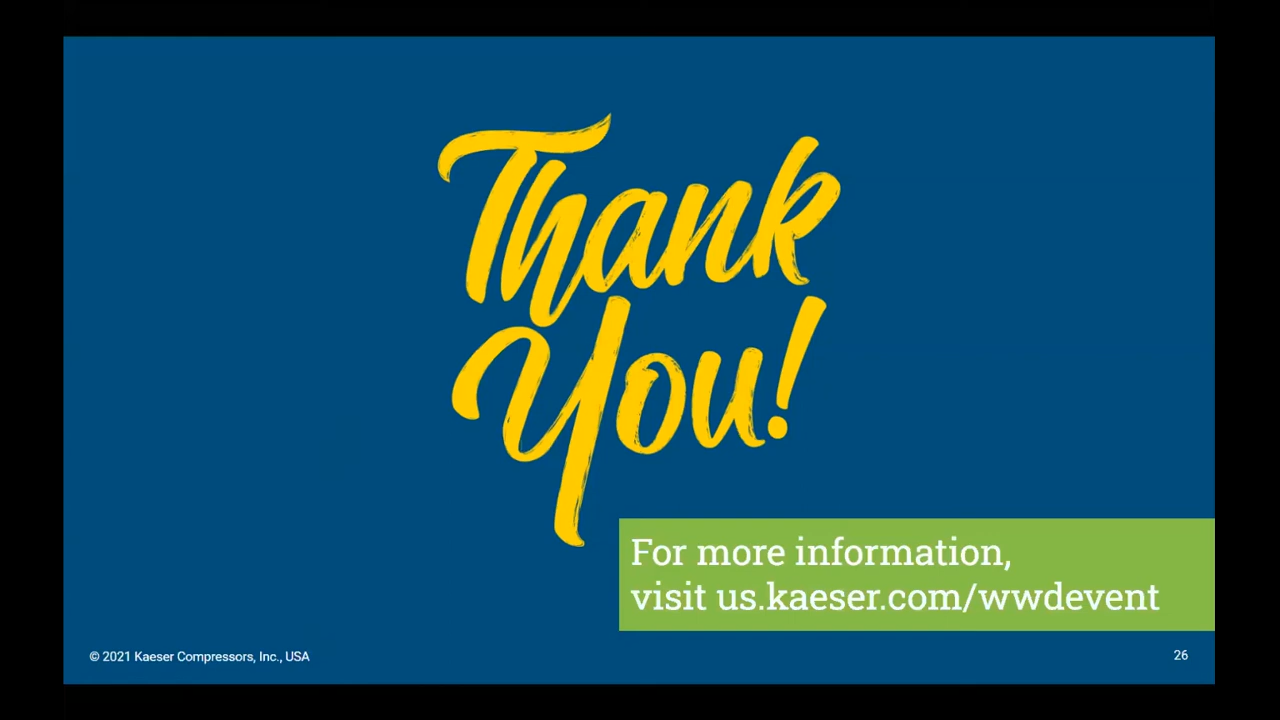 Thank
You!
For more information,
visit us.kaeser.com/wwdevent
© 2021 Kaeser Compressors, Inc., USA
26